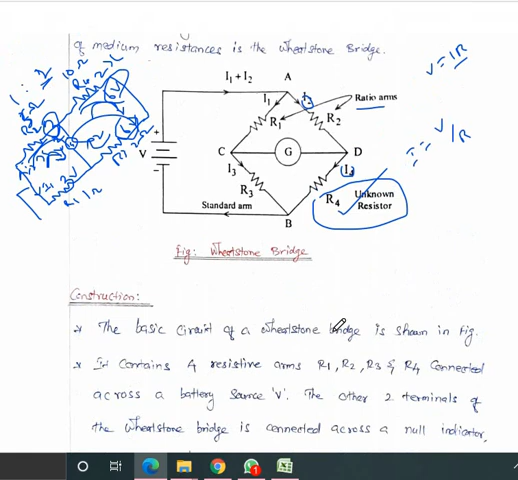 of medium resistances is the Wheatstone Bridge.
V=IR
I1 + I2
A
I1
I2
Ratio arms
R1
R2
I = V/R
V
C
G
D
I3
I4
R3
R4
Unknown
Resistor
Standard arm
B
Fig: Wheatstone Bridge
Construction:
* The basic Circuit of a Wheatstone bridge is shown in Fig.
* It Contains 4 resistive arms R1, R2, R3 & R4 Connected
across a battery Source 'V'. The other 2 terminals of
the Wheatstone bridge is connected across a null indicator,
1